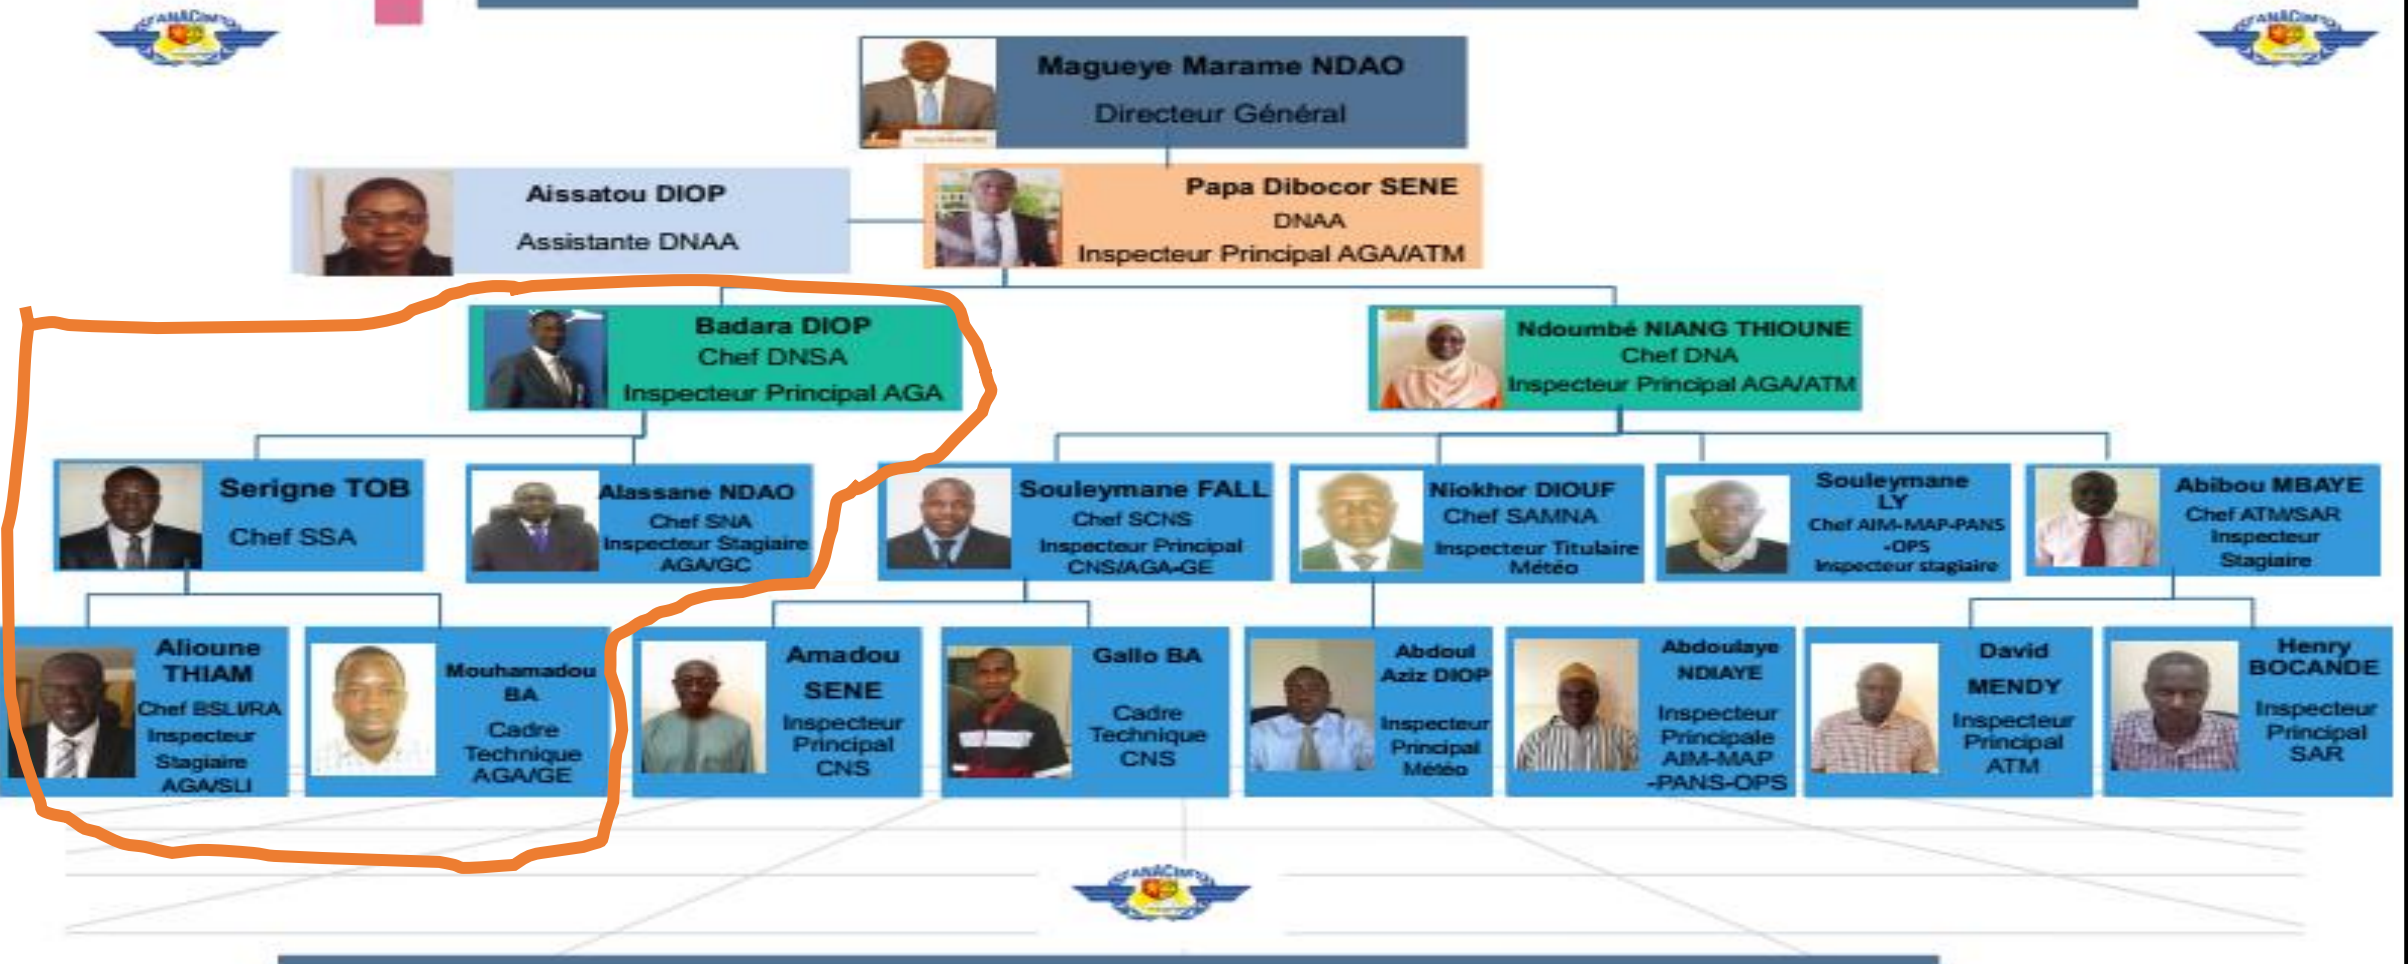 ANACIM
ANACIM
Magueye Marame NDAO
Directeur Général
Aissatou DIOP
Assistante DNAA
Papa Dibocor SENE
DNAA
Inspecteur Principal AGA/ATM
Badara DIOP
Chef DNSA
Inspecteur Principal AGA
Ndoumbé NIANG THIOUNE
Chef DNA
Inspecteur Principal AGA/ATM
Serigne TOB
Chef SSA
Alassane NDAO
Chef SNA
Inspecteur Stagiaire
AGA/GC
Souleymane FALL
Chef SCNS
Inspecteur Principal
CNS/AGA-GE
Niokhor DIOUF
Chef SAMNA
Inspecteur Titulaire
Météo
Souleymane
LY
Chef AIM-MAP-PANS
-OPS
Inspecteur stagiaire
Abibou MBAYE
Chef ATM/SAR
Inspecteur
Stagiaire
Alioune
THIAM
Chef BSLI/RA
Inspecteur
Stagiaire
AGA/SLI
Mouhamadou
BA
Cadre
Technique
AGA/GE
Amadou
SENE
Inspecteur
Principal
CNS
Gallo BA
Cadre
Technique
CNS
Abdoul
Aziz DIOP
Inspecteur
Principal
Météo
Abdoulaye
NDIAYE
Inspecteur
Principale
AIM-MAP
-PANS-OPS
David
MENDY
Inspecteur
Principal
ATM
Henry
BOCANDE
Inspecteur
Principal
SAR
ANACIM